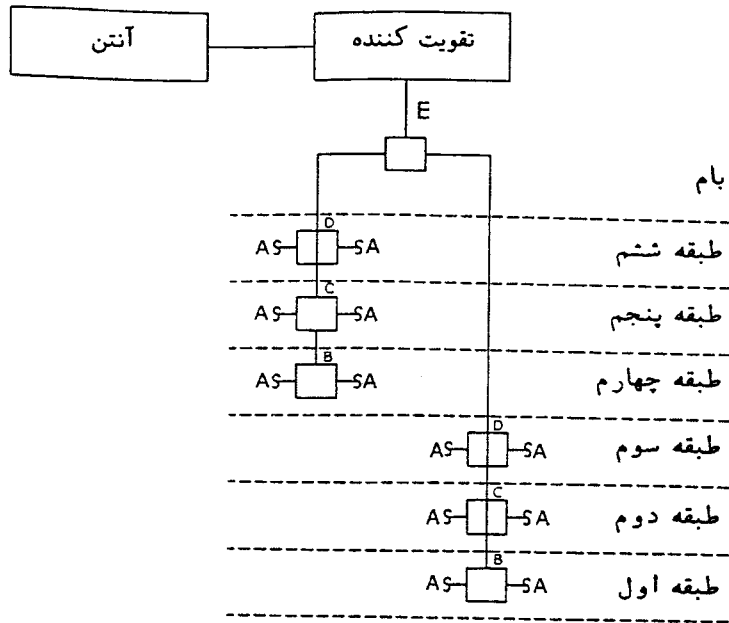 آنتن
تقویت کننده
E
بام
D
AS SA
طبقه ششم
C
AS SA
طبقه پنجم
B
AS SA
طبقه چهارم
D
AS SA
طبقه سوم
C
AS SA
طبقه دوم
B
AS SA
طبقه اول